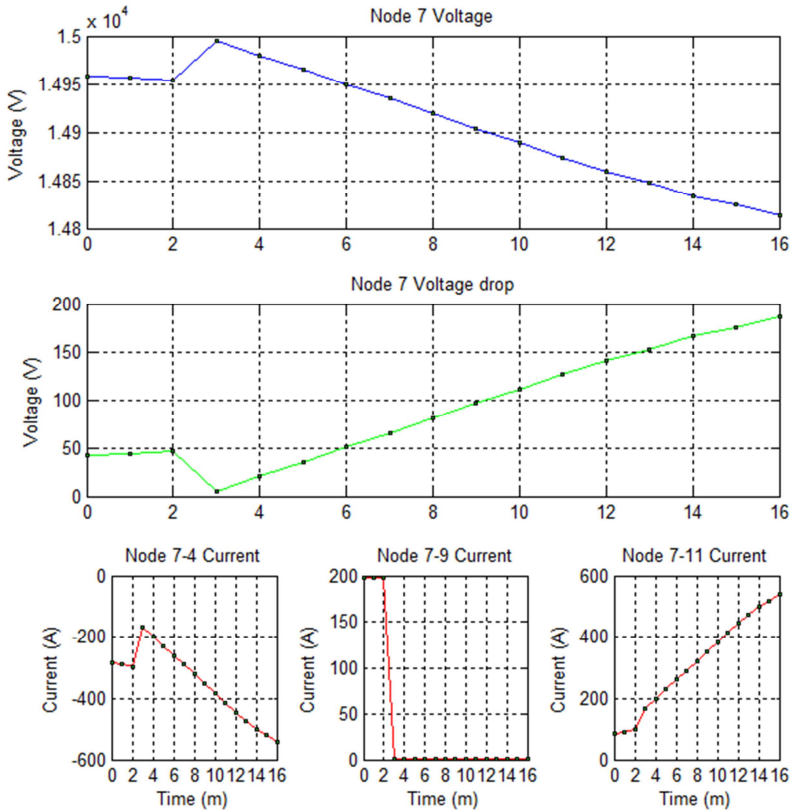 x 10⁴
Node 7 Voltage
Voltage (V)
1.5
1.495
1.49
1.485
1.48
0 2 4 6 8 10 12 14 16
Node 7 Voltage drop
Voltage (V)
200
150
100
50
0
0 2 4 6 8 10 12 14 16
Node 7-4 Current
Current (A)
0
-200
-400
-600
0 2 4 6 8 10 12 14 16
Time (m)
Node 7-9 Current
Current (A)
200
150
100
50
0
0 2 4 6 8 10 12 14 16
Time (m)
Node 7-11 Current
Current (A)
600
400
200
0
0 2 4 6 8 10 12 14 16
Time (m)